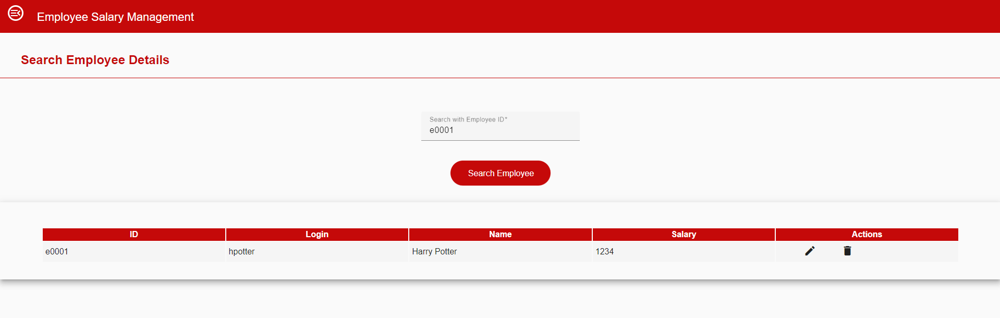 Employee Salary Management
Search Employee Details
Search with Employee ID*
e0001
Search Employee
ID Login Name Salary Actions
e0001 hpotter Harry Potter 1234